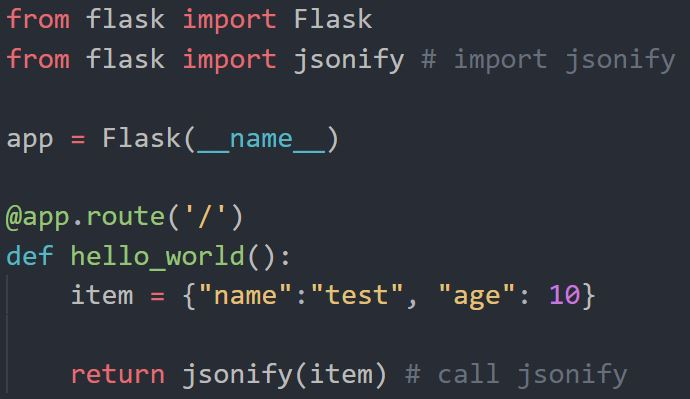 from flask import Flask
from flask import jsonify # import jsonify
app = Flask(__name__)
@app.route('/')
def hello_world():
item = {"name":"test", "age": 10}
return jsonify(item) # call jsonify